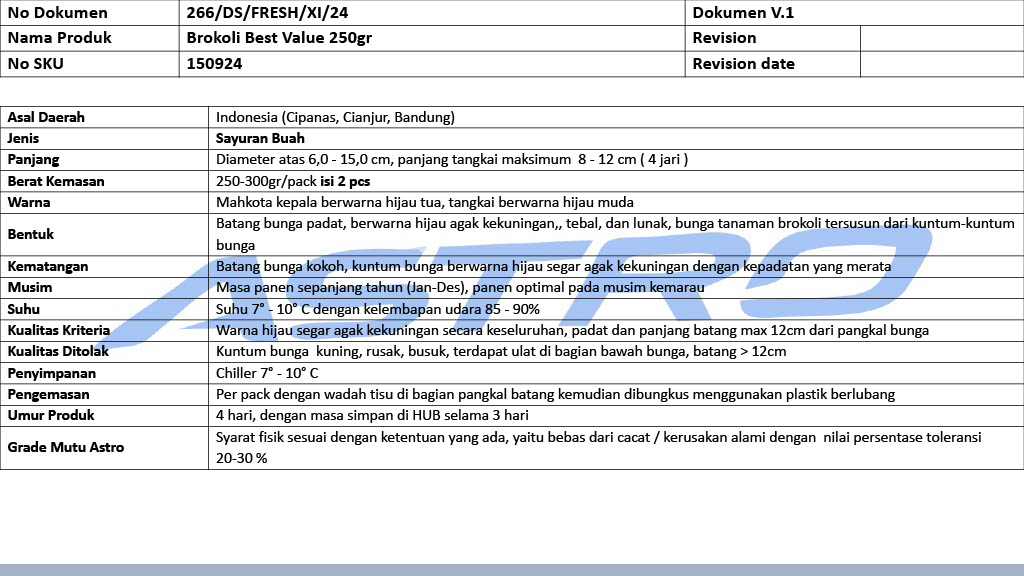 No Dokumen 266/DS/FRESH/XI/24 Dokumen V.1
Nama Produk Brokoli Best Value 250gr Revision
No SKU 150924 Revision date
Asal Daerah Indonesia (Cipanas, Cianjur, Bandung)
Jenis Sayuran Buah
Panjang Diameter atas 6,0 - 15,0 cm, panjang tangkai maksimum 8 - 12 cm ( 4 jari )
Berat Kemasan 250-300gr/pack isi 2 pcs
Warna Mahkota kepala berwarna hijau tua, tangkai berwarna hijau muda
Bentuk Batang bunga padat, berwarna hijau agak kekuningan,, tebal, dan lunak, bunga tanaman brokoli tersusun dari kuntum-kuntum
bunga
Kematangan Batang bunga kokoh, kuntum bunga berwarna hijau segar agak kekuningan dengan kepadatan yang merata
Musim Masa panen sepanjang tahun (Jan-Des), panen optimal pada musim kemarau
Suhu Suhu 7° - 10° C dengan kelembapan udara 85 - 90%
Kualitas Kriteria Warna hijau segar agak kekuningan secara keseluruhan, padat dan panjang batang max 12cm dari pangkal bunga
Kualitas Ditolak Kuntum bunga kuning, rusak, busuk, terdapat ulat di bagian bawah bunga, batang > 12cm
Penyimpanan Chiller 7° - 10° C
Pengemasan Per pack dengan wadah tisu di bagian pangkal batang kemudian dibungkus menggunakan plastik berlubang
Umur Produk 4 hari, dengan masa simpan di HUB selama 3 hari
Grade Mutu Astro Syarat fisik sesuai dengan ketentuan yang ada, yaitu bebas dari cacat / kerusakan alami dengan nilai persentase toleransi
20-30 %
ASTRO